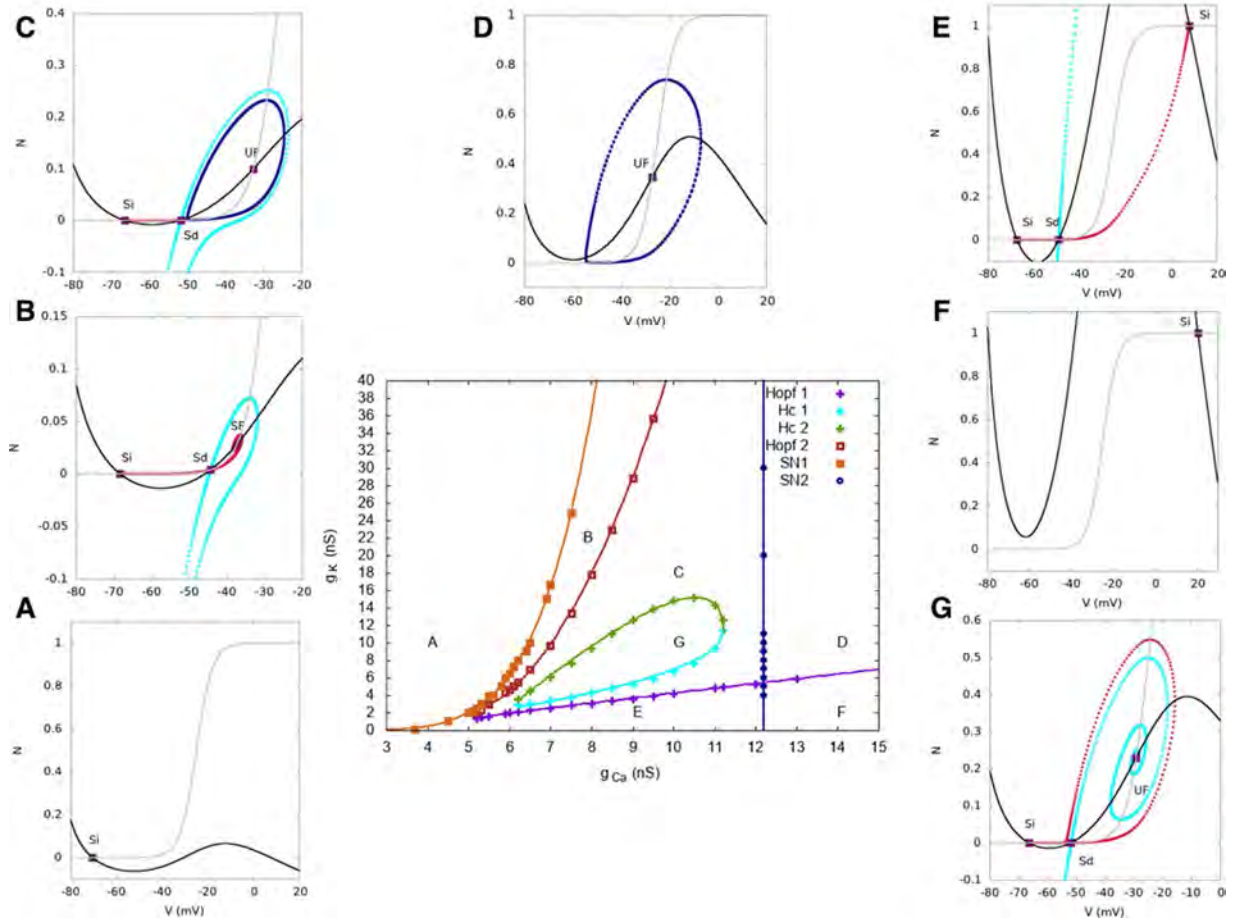 C
0.4
0.3
0.2
0.1
0
-0.1
N
Si
Sd
UF
-80 -70 -60 -50 -40 -30 -20
D
1
0.8
0.6
0.4
0.2
0
N
UF
-80 -60 -40 -20 0 20
V (mV)
E
1
0.8
0.6
0.4
0.2
0
N
Si
Si
Sd
-80 -60 -40 -20 0 20
V (mV)
B
0.15
0.1
0.05
0
-0.05
-0.1
N
Si
Sd
SF
-80 -70 -60 -50 -40 -30 -20
40
38
36
34
32
30
28
26
24
22
20
18
16
14
12
10
8
6
4
2
0
g K (nS)
3 4 5 6 7 8 9 10 11 12 13 14 15
g Ca (nS)
Hopf 1
Hc 1
Hc 2
Hopf 2
SN1
SN2
A
B
C
G
D
E
F
F
1
0.8
0.6
0.4
0.2
0
N
Si
-80 -60 -40 -20 0 20
V (mV)
A
1
0.8
0.6
0.4
0.2
0
N
Si
-80 -60 -40 -20 0 20
V (mV)
G
0.6
0.5
0.4
0.3
0.2
0.1
0
-0.1
N
Si
Sd
UF
-80 -70 -60 -50 -40 -30 -20 -10 0
V (mV)